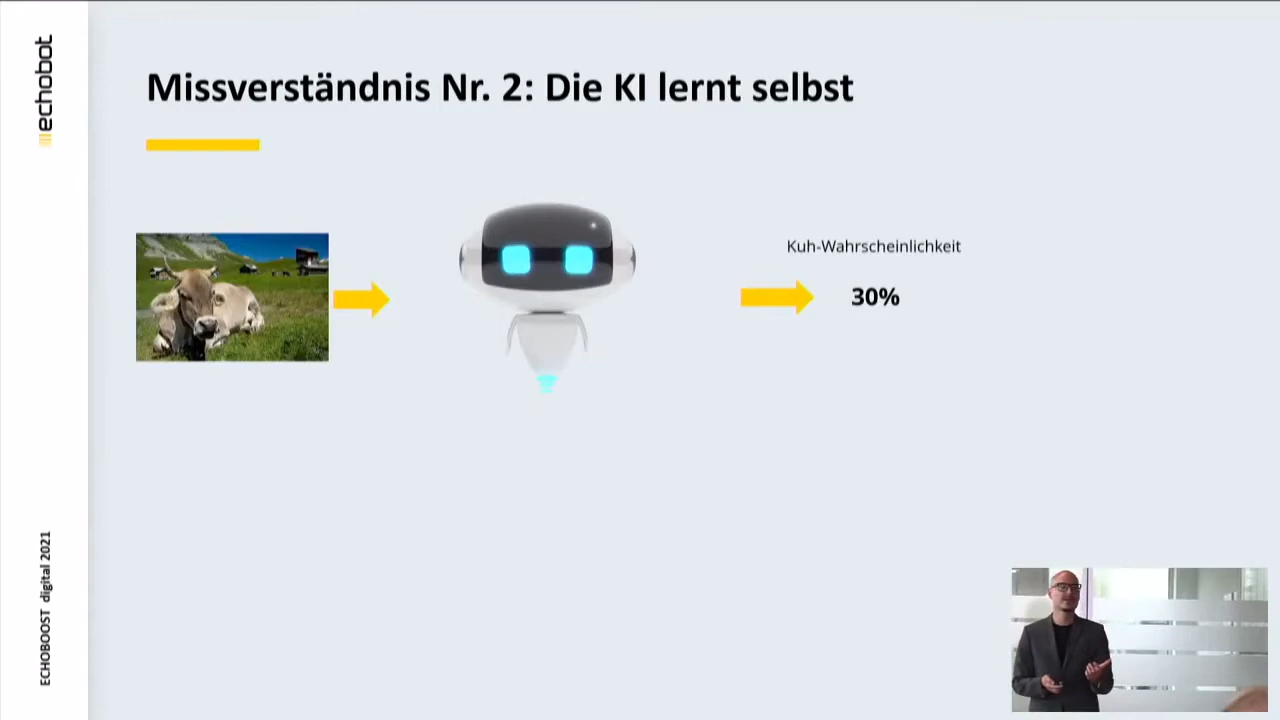 echobot
Missverständnis Nr. 2: Die KI lernt selbst
Kuh-Wahrscheinlichkeit
30%
ECHOBOOST digital 2021